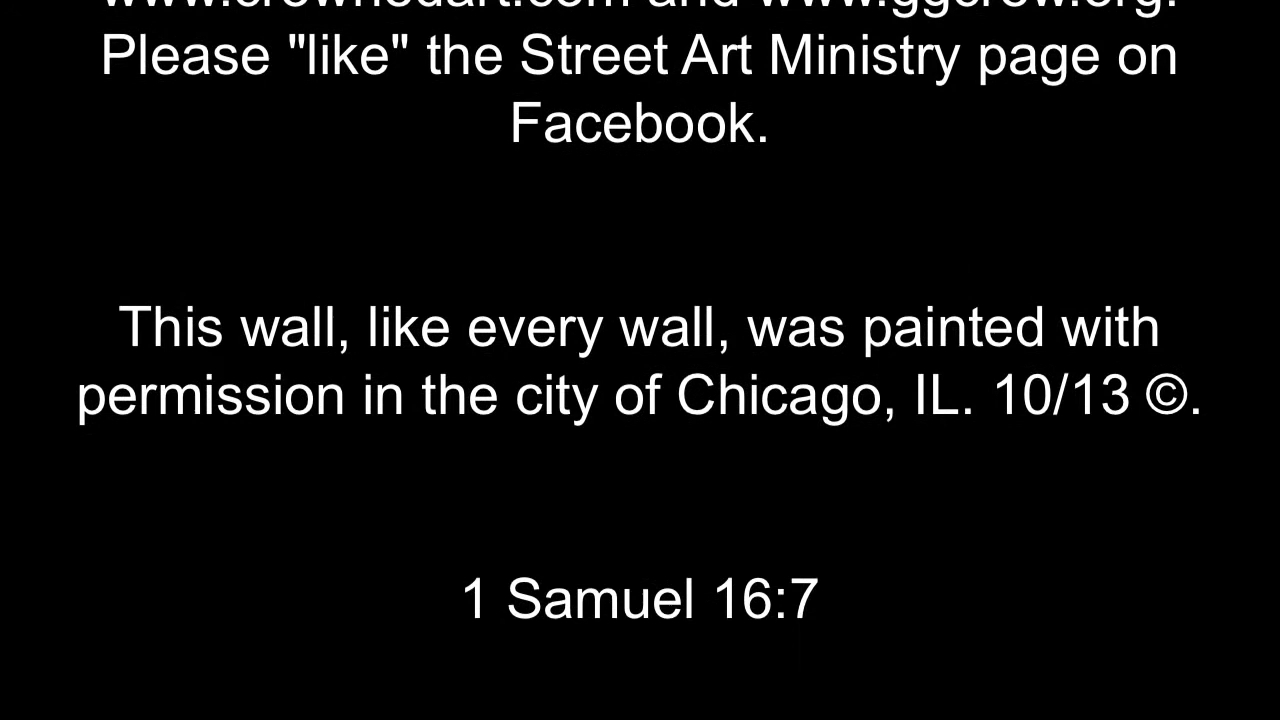 and
Please "like" the Street Art Ministry page on
Facebook.
This wall, like every wall, was painted with
permission in the city of Chicago, IL. 10/13 ©.
1 Samuel 16:7